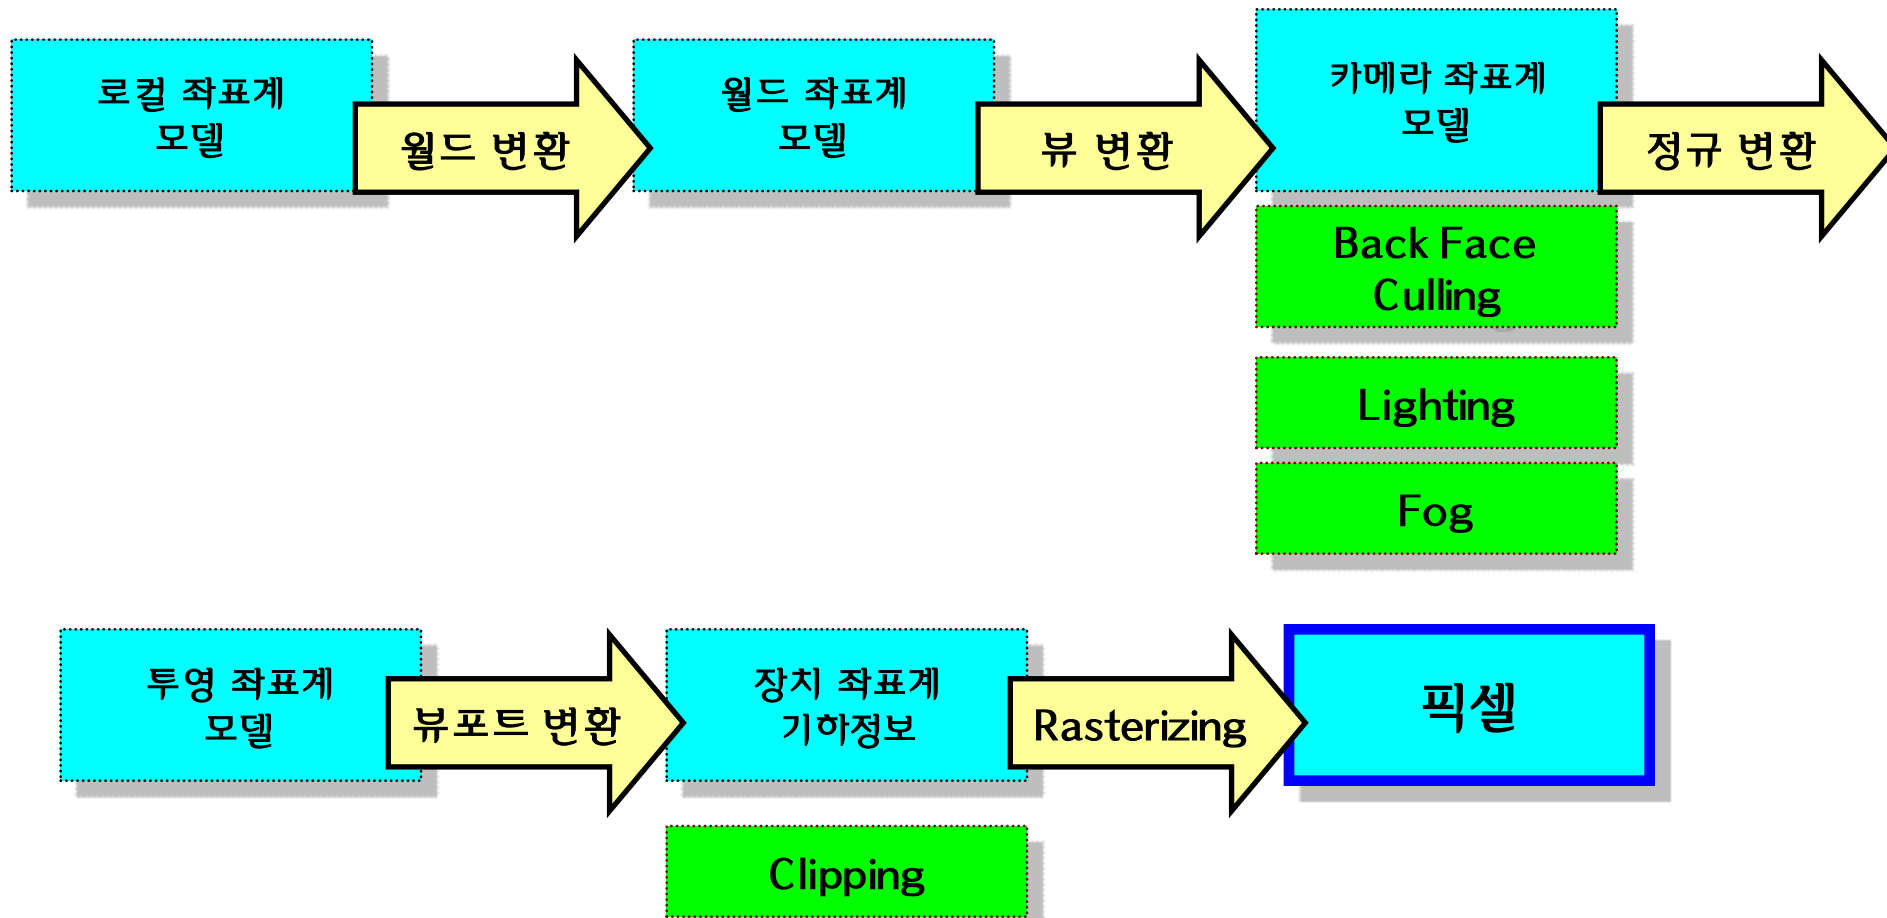 로컬 좌표계
모델
월드 변환
월드 좌표계
모델
뷰 변환
카메라 좌표계
모델
정규 변환
Back Face
Culling
Lighting
Fog
투영 좌표계
모델
뷰포트 변환
장치 좌표계
기하정보
Rasterizing
픽셀
Clipping